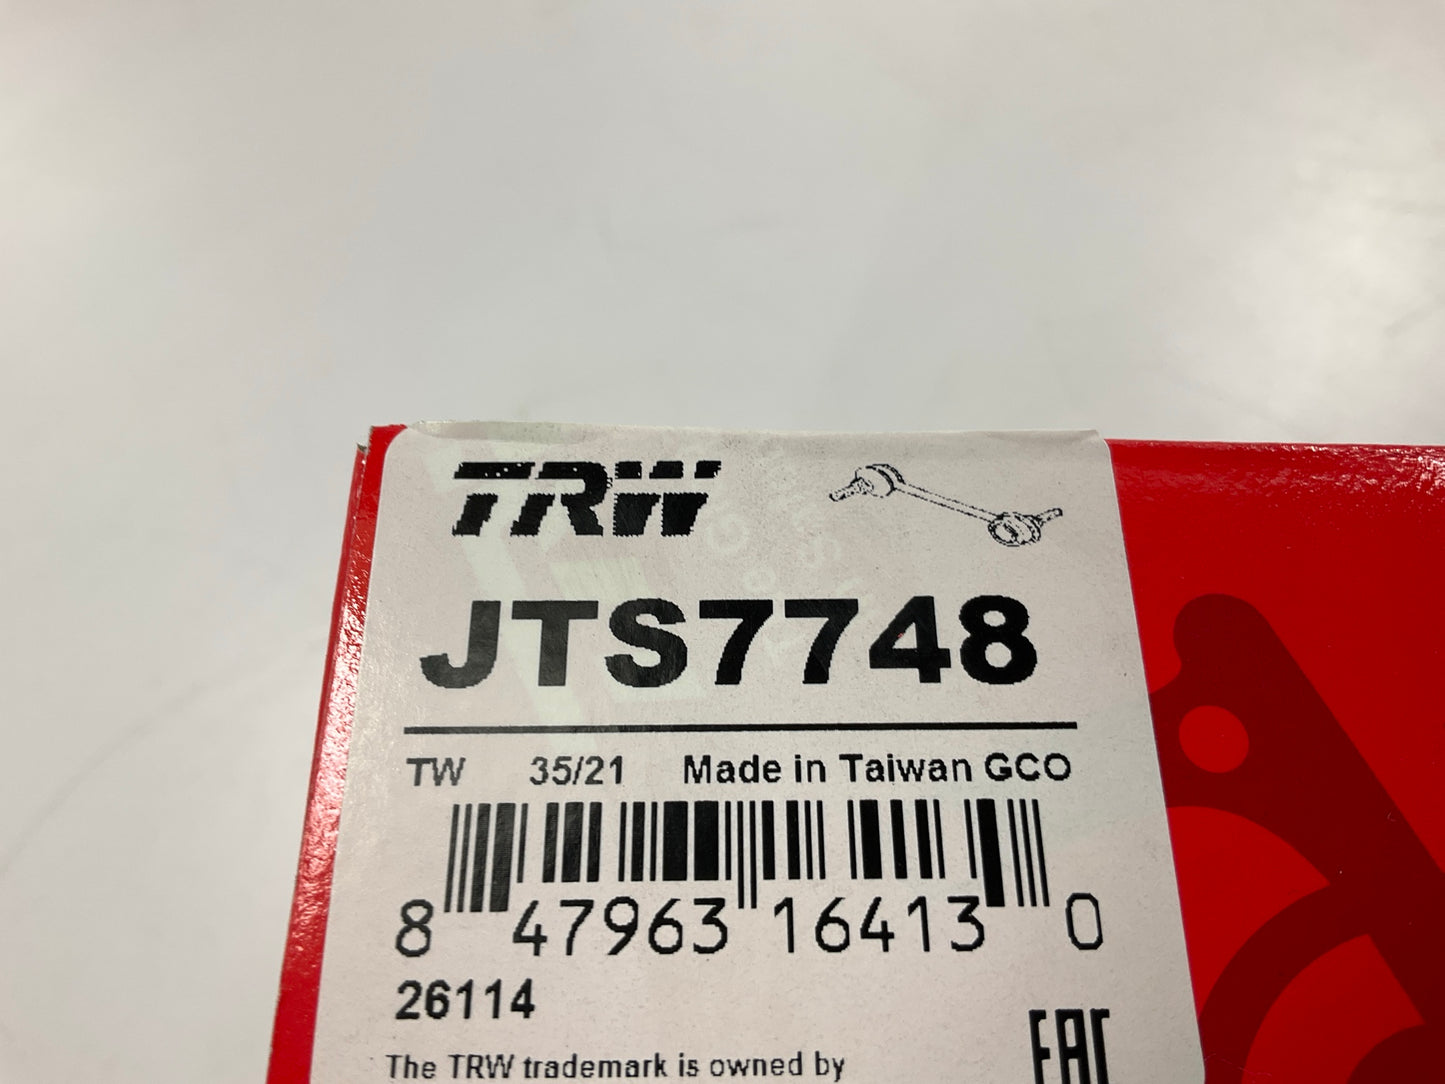 TRW
JTS7748
TW 35/21 Made in Taiwan GCO
8 47963 16413 0
26114
EAC
The TRW trademark is owned by